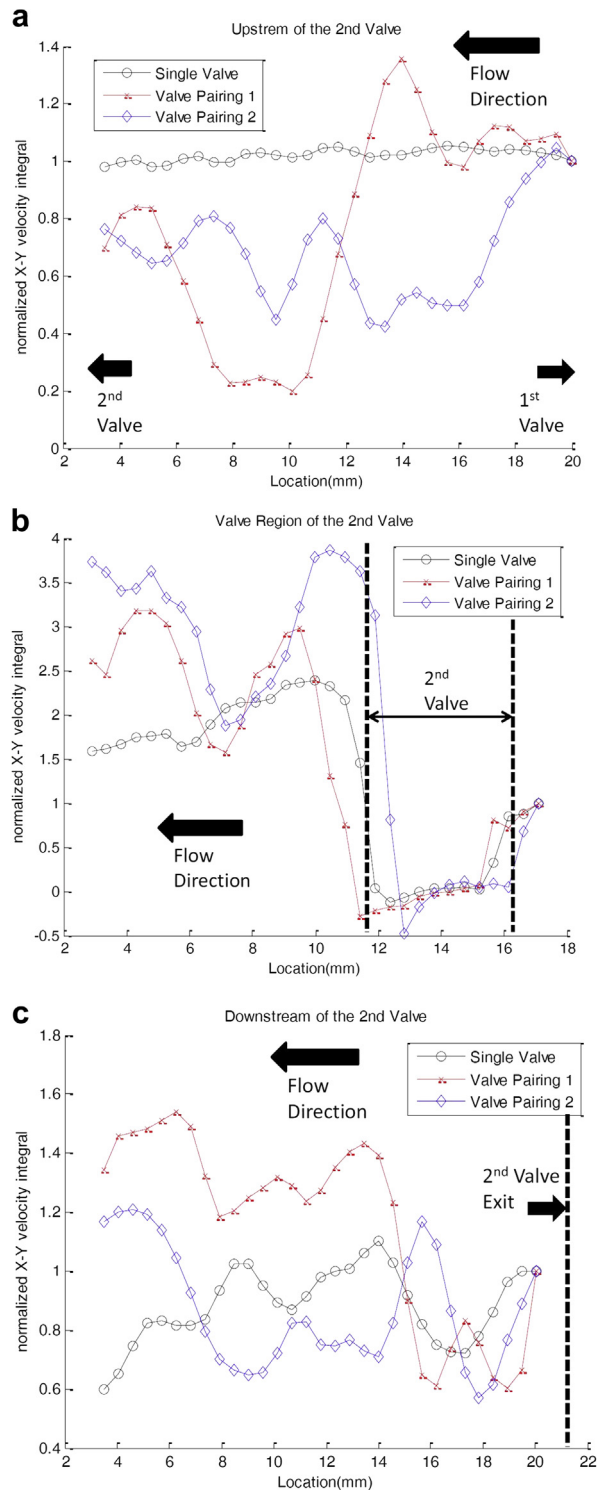 a
Upstrem of the 2nd Valve
1.4
1.2
1
0.8
0.6
0.4
0.2
0
Single Valve
Valve Pairing 1
Valve Pairing 2
Flow
Direction
2nd
Valve
1st
Valve
normalized X-Y velocity integral
2 4 6 8 10 12 14 16 18 20
Location(mm)
b
Valve Region of the 2nd Valve
4
3.5
3
2.5
2
1.5
1
0.5
0
-0.5
Single Valve
Valve Pairing 1
Valve Pairing 2
2nd
Valve
Flow
Direction
normalized X-Y velocity integral
2 4 6 8 10 12 14 16 18
Location(mm)
c
Downstream of the 2nd Valve
1.8
1.6
1.4
1.2
1
0.8
0.6
0.4
Flow
Direction
Single Valve
Valve Pairing 1
Valve Pairing 2
2nd Valve
Exit
normalized X-Y velocity integral
2 4 6 8 10 12 14 16 18 20 22
Location(mm)